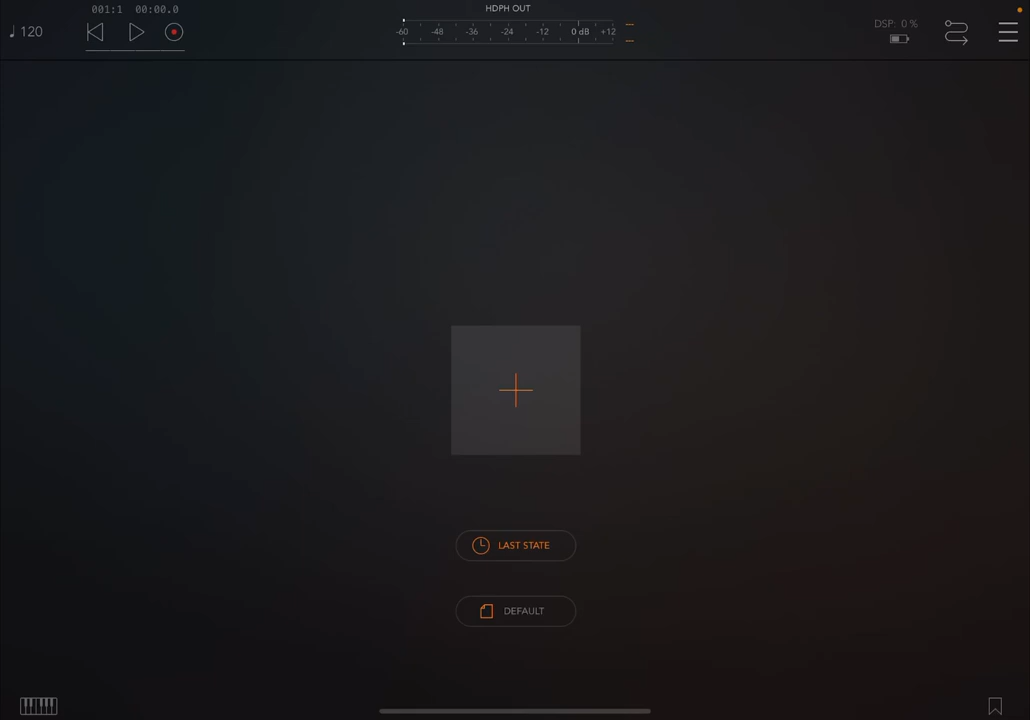 001:1 00:00.0
HDPH OUT
120
-60 -48 -36 -24 -12 0 dB +12
DSP: 0 %
LAST STATE
DEFAULT